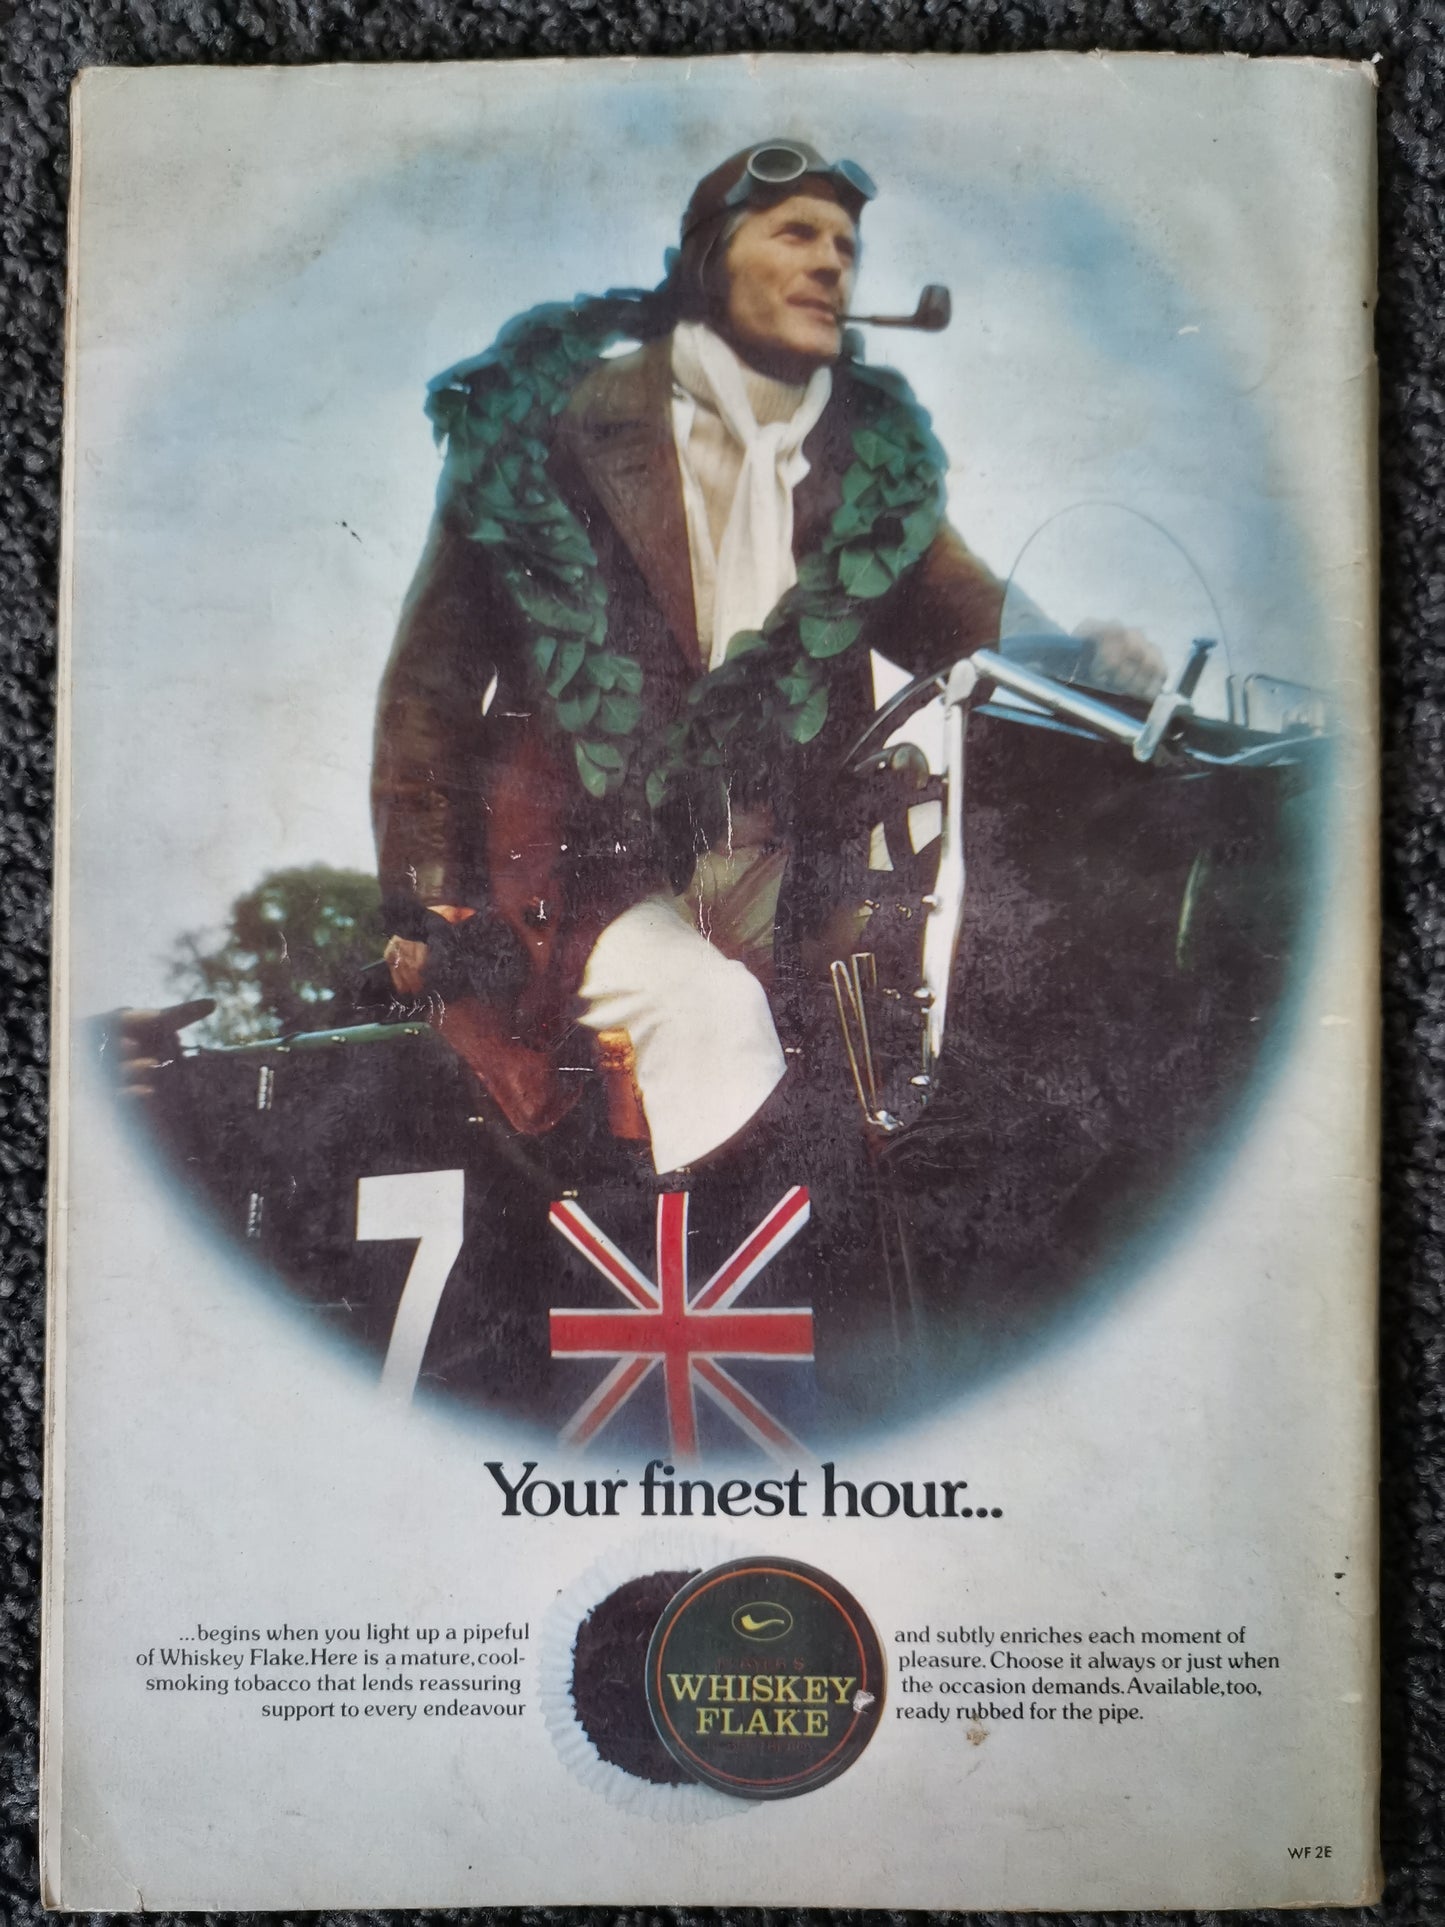 7
Your finest hour...
...begins when you light up a pipeful
of Whiskey Flake.Here is a mature,cool-
smoking tobacco that lends reassuring
support to every endeavour
PLAYER'S
WHISKEY
FLAKE
and subtly enriches each moment of
pleasure. Choose it always or just when
the occasion demands.Available,too,
ready rubbed for the pipe.
WF 2E